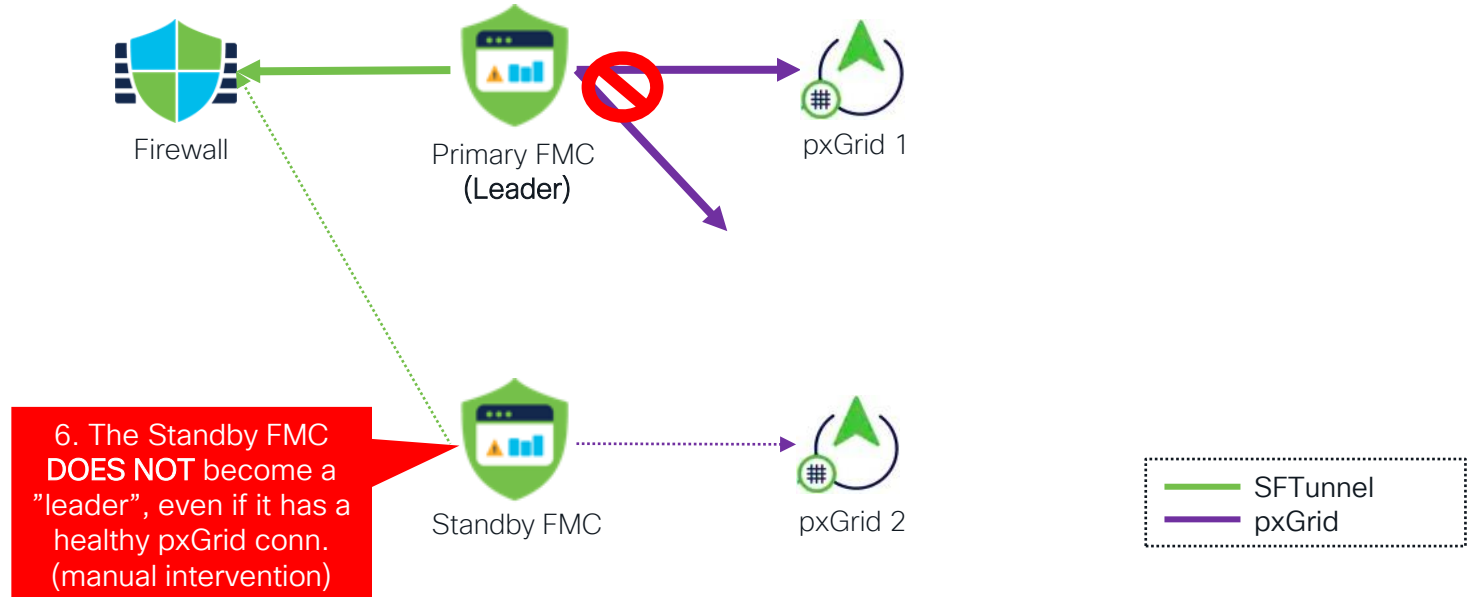 Firewall
Primary FMC
(Leader)
pxGrid 1
6. The Standby FMC
DOES NOT become a
”leader”, even if it has a
healthy pxGrid conn.
(manual intervention)
Standby FMC
pxGrid 2
SFTunnel
pxGrid